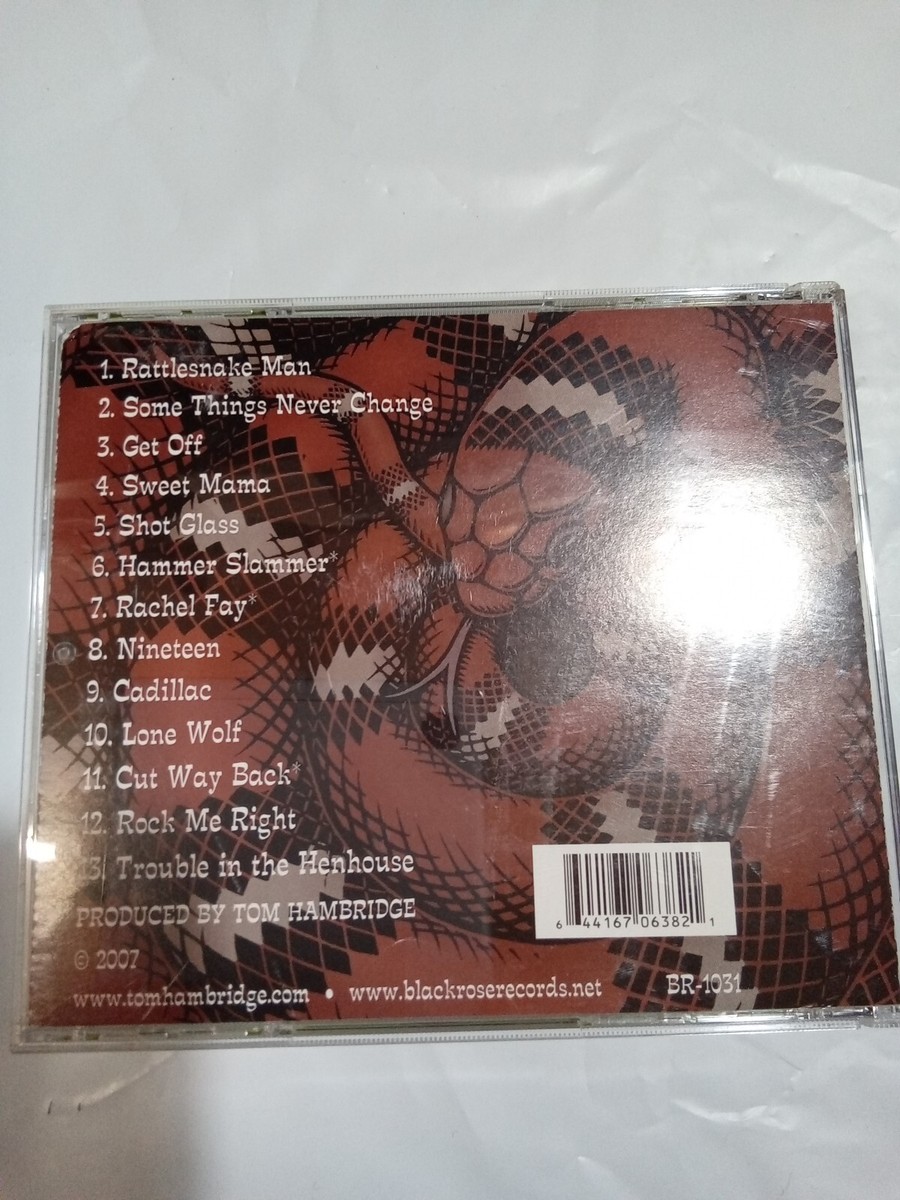 1. Rattlesnake Man
2. Some Things Never Change
3. Get Off
4. Sweet Mama
5. Shot Glass
6. Hammer Slammer*
7. Rachel Fay*
8. Nineteen
9. Cadillac
10. Lone Wolf
11. Cut Way Back*
12. Rock Me Right
13. Trouble in the Henhouse
PRODUCED BY TOM HAMBRIDGE
6 44167 06382 1
© 2007
www.tomhambridge.com • www.blackroserecords.net BR-1031